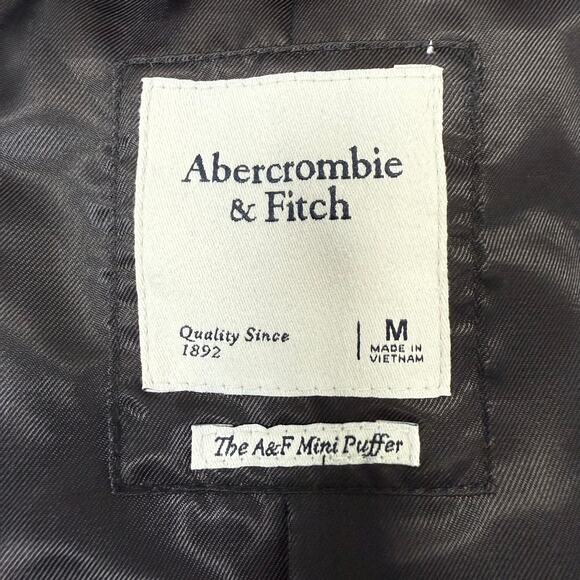 Abercrombie
& Fitch
Quality Since
1892
M
MADE IN
VIETNAM
The A&F Mini Puffer